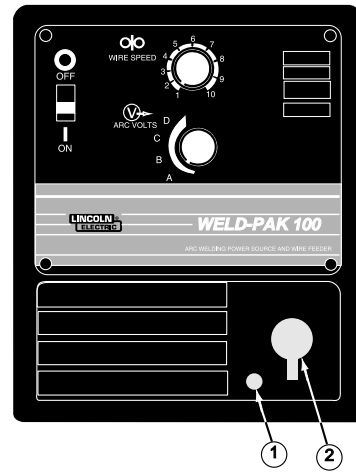 OFF
ON
WIRE SPEED
1 2 3 4 5 6 7 8 9 10
V
ARC VOLTS
D
C
B
A
LINCOLN ®
ELECTRIC
WELD-PAK 100
ARC WELDING POWER SOURCE AND WIRE FEEDER
1
2